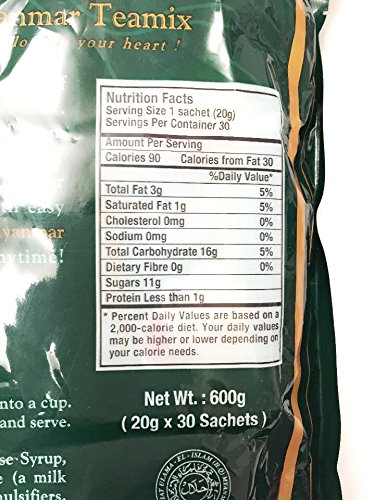 anmar Teamix
your heart !
Nutrition Facts
Serving Size 1 sachet (20g)
Servings Per Container 30
Amount Per Serving
Calories 90 Calories from Fat 30
%Daily Value*
Total Fat 3g 5%
Saturated Fat 1g 5%
Cholesterol 0mg 0%
Sodium 0mg 0%
Total Carbohydrate 16g 5%
Dietary Fibre 0g 0%
Sugars 11g
Protein Less than 1g
* Percent Daily Values are based on a
2,000-calorie diet. Your daily values
may be higher or lower depending on
your calorie needs.
of
easy
yanmar
nytime!
Net Wt. : 600g
( 20g x 30 Sachets )
nto a cup.
and serve.
se Syrup,
(a milk
ulsifiers,